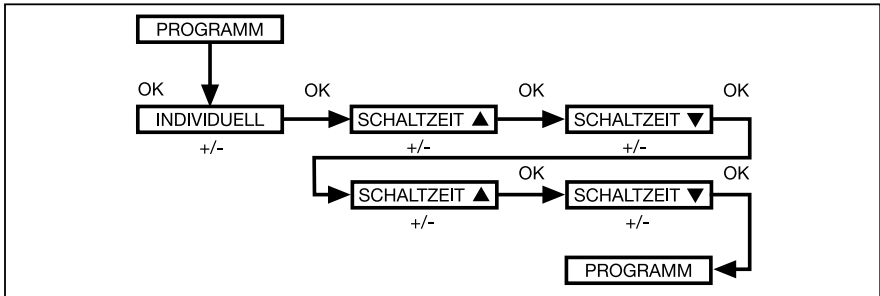 PROGRAMM
OK OK OK OK
INDIVIDUELL SCHALTZEIT ▲ SCHALTZEIT ▼
+/- +/- +/-
OK OK
SCHALTZEIT ▲ SCHALTZEIT ▼
+/- +/-
PROGRAMM